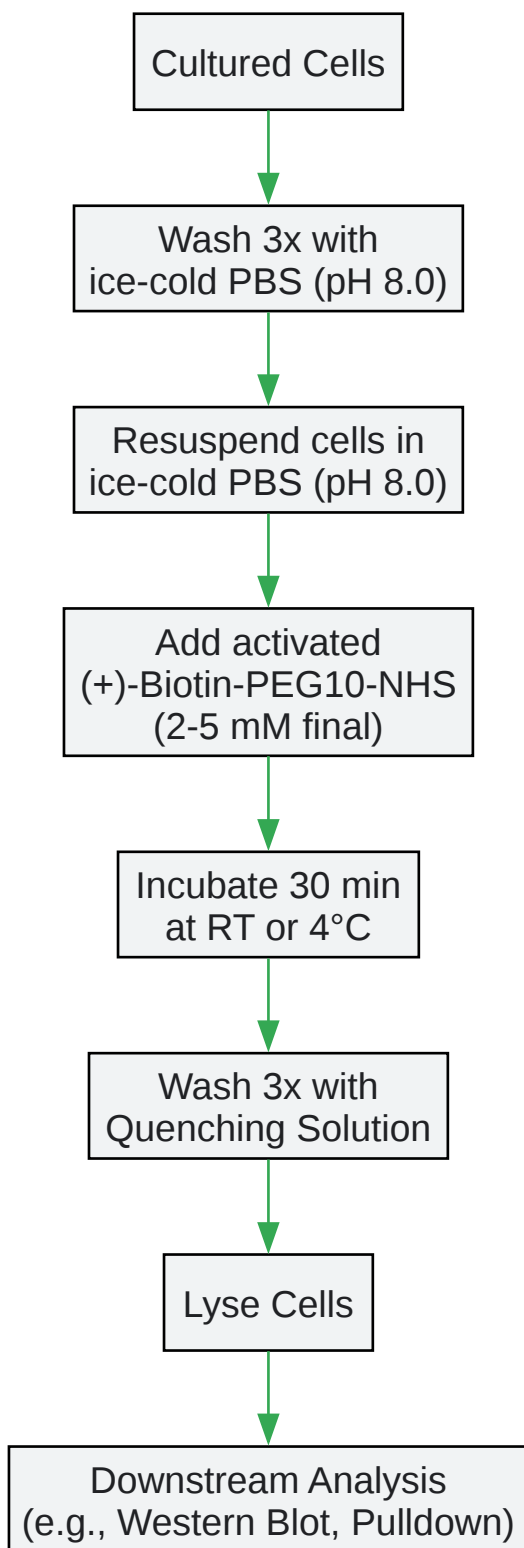 Cultured Cells
Wash 3x with
ice-cold PBS (pH 8.0)
Resuspend cells in
ice-cold PBS (pH 8.0)
Add activated
(+)-Biotin-PEG10-NHS
(2-5 mM final)
Incubate 30 min
at RT or 4°C
Wash 3x with
Quenching Solution
Lyse Cells
Downstream Analysis
(e.g., Western Blot, Pulldown)